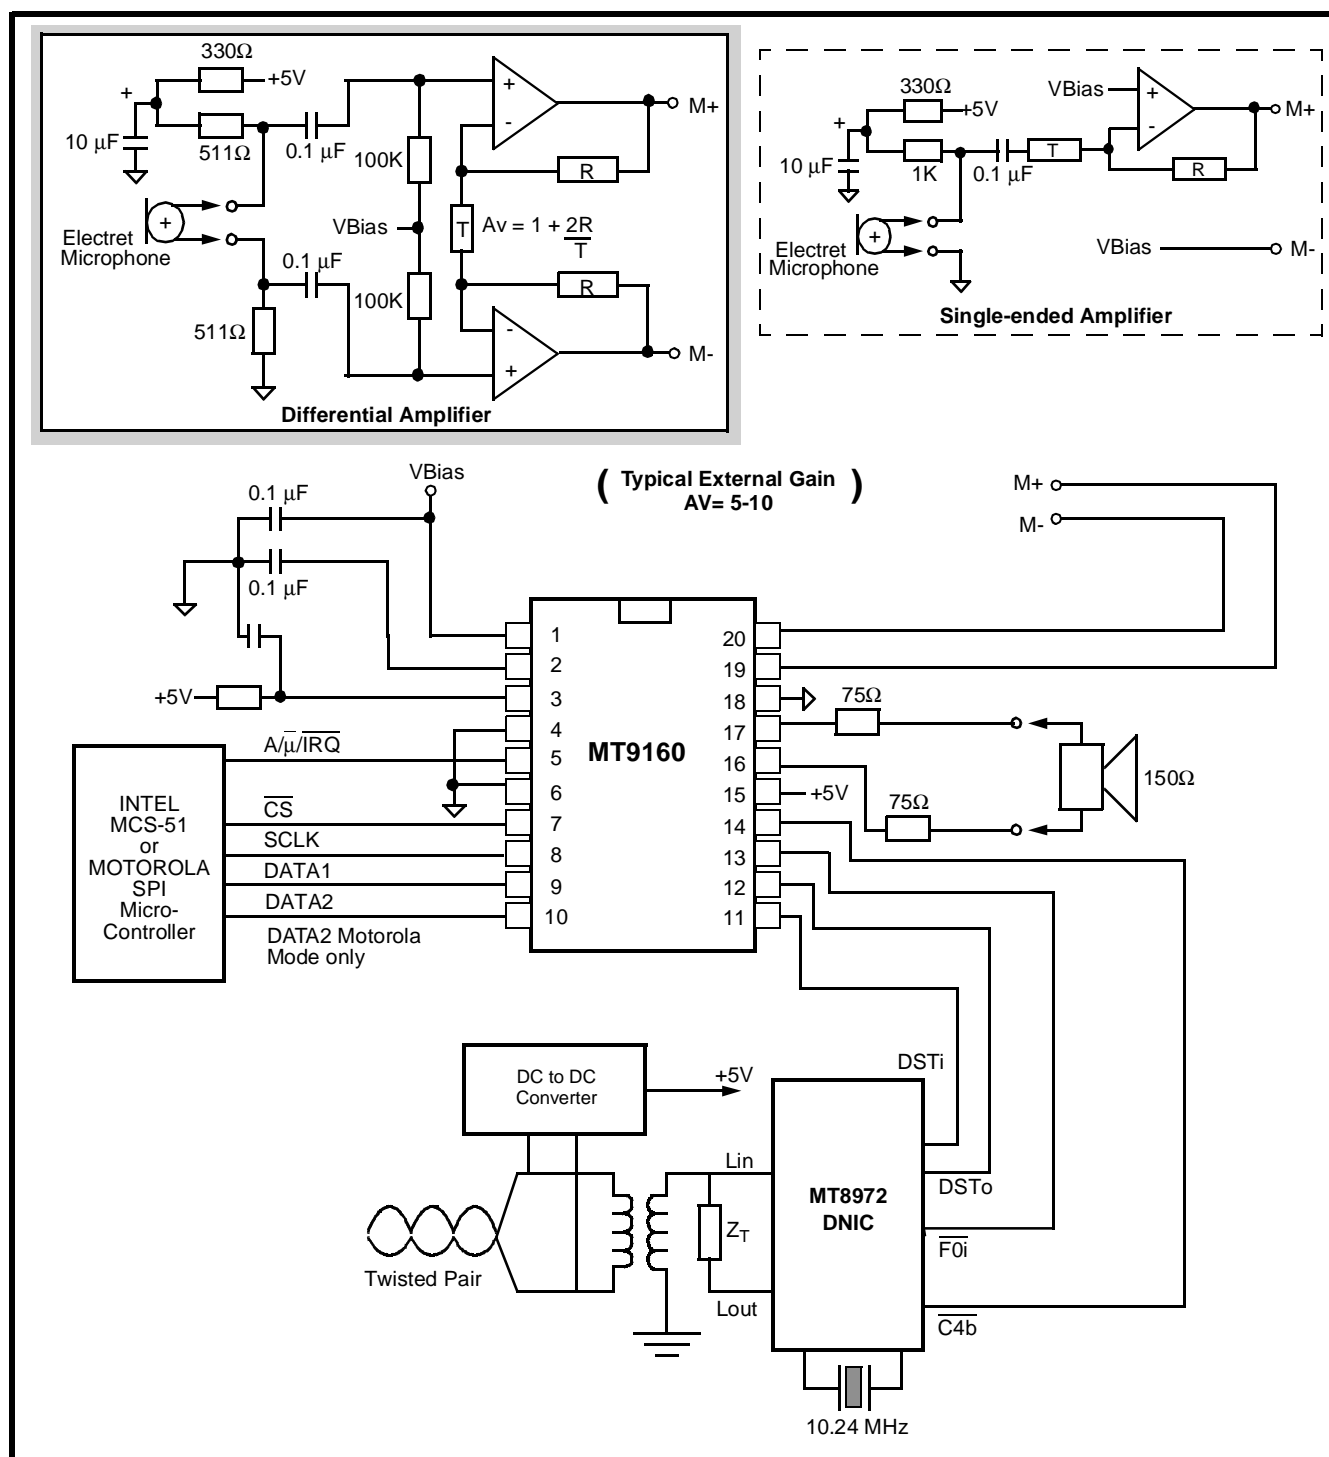 330Ω
+5V
+
10 μF
511Ω
0.1 μF
100K
+
-
M+
R
VBias
T
Av = 1 + 2R
T
+
Electret
Microphone
0.1 μF
100K
R
511Ω
-
+
M-
Differential Amplifier
330Ω
+5V
+
10 μF
1K
0.1 μF
T
VBias
+
-
M+
R
+
Electret
Microphone
VBias
M-
Single-ended Amplifier
VBias
0.1 μF
0.1 μF
( Typical External Gain )
AV= 5-10
M+
M-
+5V
1
2
3
4
5
6
7
8
9
10
MT9160
20
19
18
17
16
15
14
13
12
11
75Ω
75Ω
150Ω
+5V
A/μ̅/I̅R̅Q̅
C̅S̅
SCLK
DATA1
DATA2
DATA2 Motorola
Mode only
INTEL
MCS-51
or
MOTOROLA
SPI
Micro-
Controller
DC to DC
Converter
+5V
Twisted Pair
Lin
ZT
Lout
MT8972
DNIC
DSTi
DSTo
F̅0̅i̅
C̅4̅b̅
10.24 MHz